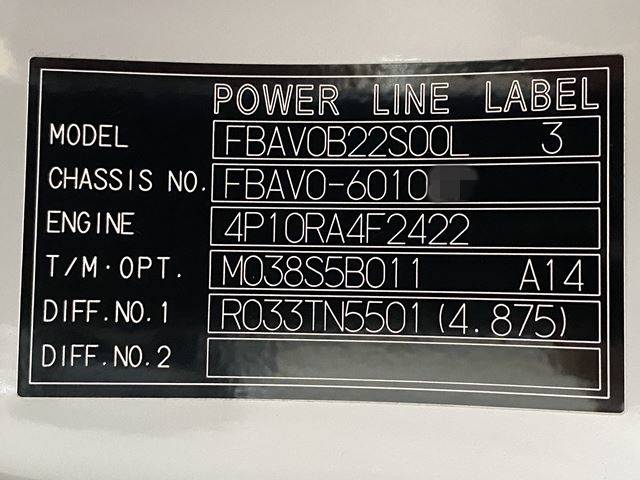 POWER LINE LABEL
MODEL FBAV0B22S00L 3
CHASSIS NO. FBAV0-6010
ENGINE 4P10RA4F2422
T/M·OPT. M038S5B011 A14
DIFF.NO.1 R033TN5501(4.875)
DIFF.NO.2